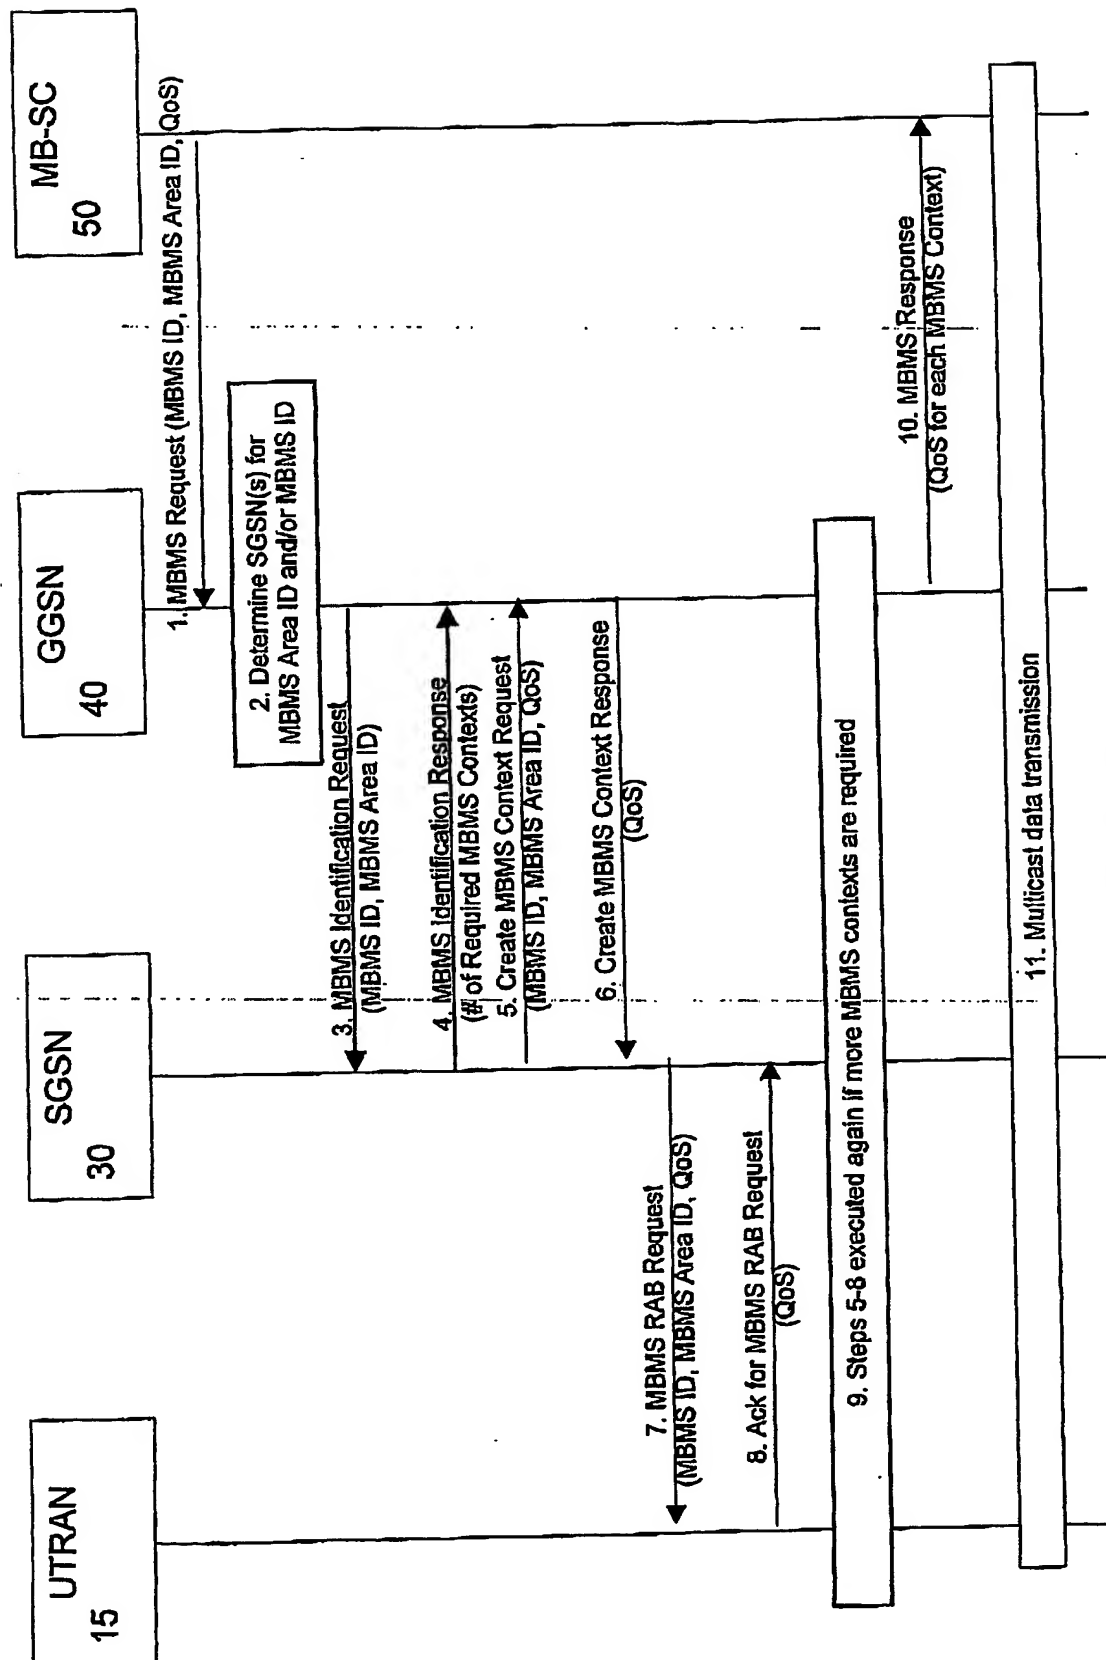 UTRAN
15
SGSN
30
GGSN
40
MB-SC
50
1. MBMS Request (MBMS ID, MBMS Area ID, QoS)
2. Determine SGSN(s) for
MBMS Area ID and/or MBMS ID
3. MBMS Identification Request
(MBMS ID, MBMS Area ID)
4. MBMS Identification Response
(# of Required MBMS Contexts)
5. Create MBMS Context Request
(MBMS ID, MBMS Area ID, QoS)
6. Create MBMS Context Response
(QoS)
7. MBMS RAB Request
(MBMS ID, MBMS Area ID, QoS)
8. Ack for MBMS RAB Request
(QoS)
9. Steps 5-8 executed again if more MBMS contexts are required
10. MBMS Response
(QoS for each MBMS Context)
11. Multicast data transmission